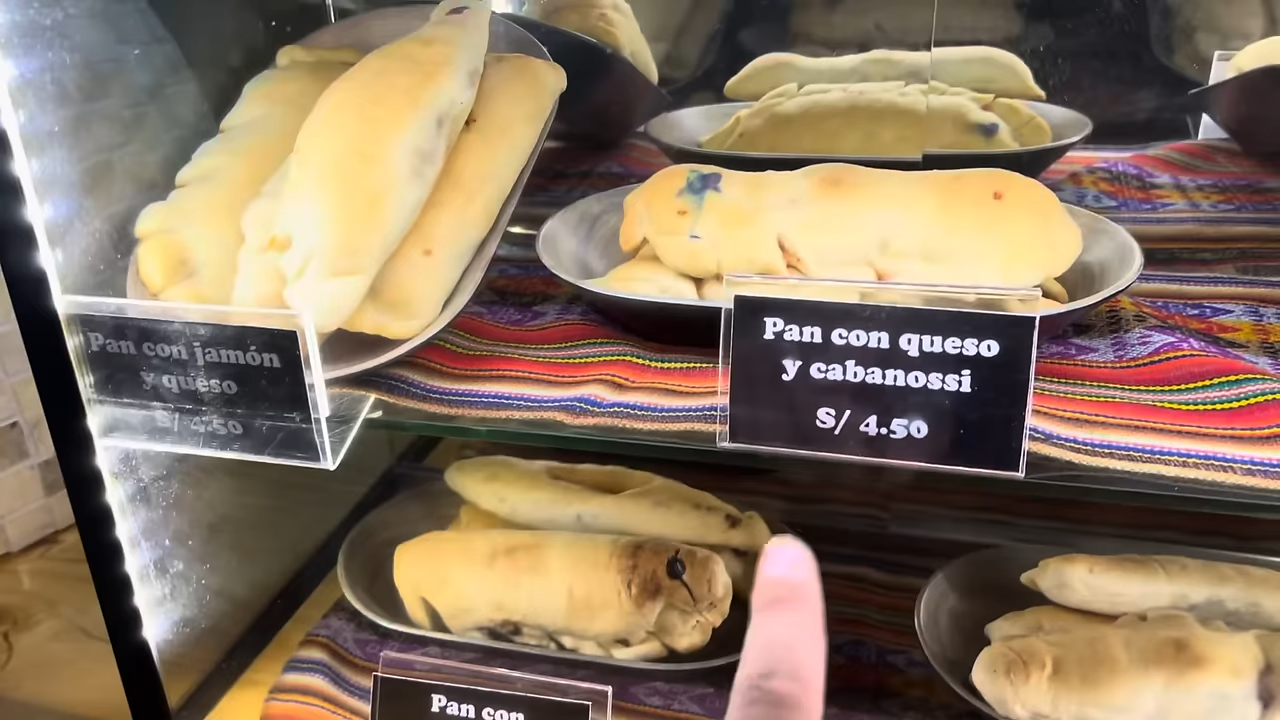 Pan con jamón
y queso
S/ 4.50
Pan con queso
y cabanossi
S/ 4.50
Pan con